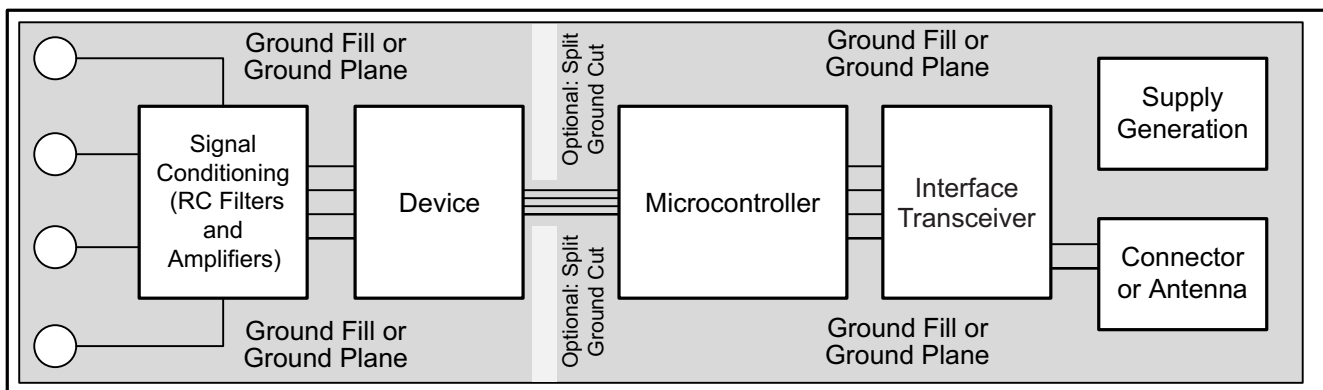 Ground Fill or
Ground Plane
Optional: Split
Ground Cut
Ground Fill or
Ground Plane
Supply
Generation
Signal
Conditioning
(RC Filters
and
Amplifiers)
Device
Microcontroller
Interface
Transceiver
Connector
or Antenna
Ground Fill or
Ground Plane
Optional: Split
Ground Cut
Ground Fill or
Ground Plane